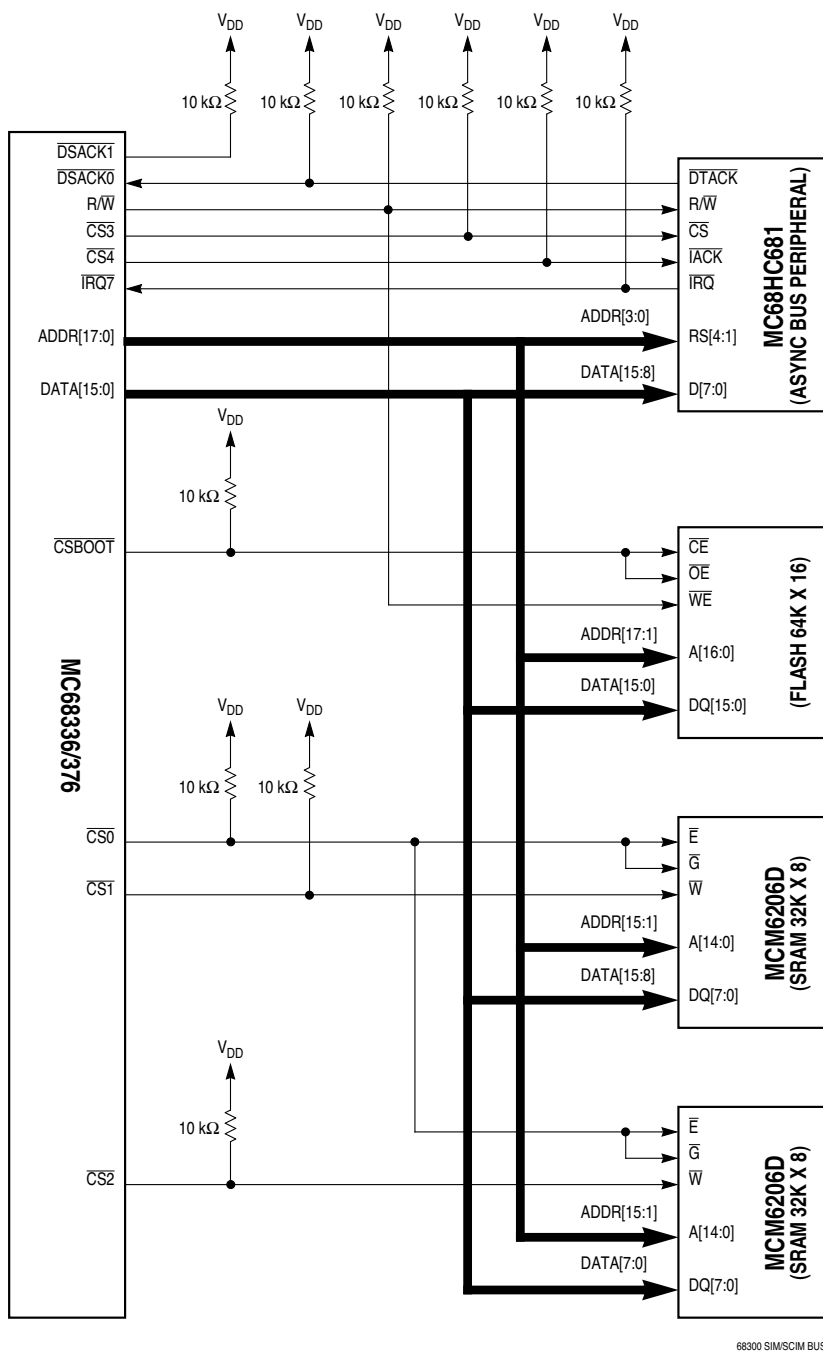 VDD VDD VDD VDD VDD VDD
10 kΩ 10 kΩ 10 kΩ 10 kΩ 10 kΩ 10 kΩ
DSACK1
DSACK0 DTACK
R/W R/W
CS3 CS
CS4 IACK
IRQ7 IRQ
ADDR[17:0] ADDR[3:0] RS[4:1]
DATA[15:0] DATA[15:8] D[7:0]
MC68HC681
(ASYNC BUS PERIPHERAL)
VDD
10 kΩ
CSBOOT CE
OE
WE
ADDR[17:1] A[16:0]
DATA[15:0] DQ[15:0]
(FLASH 64K X 16)
MC68336/376
VDD VDD
10 kΩ 10 kΩ
CS0 E
G
CS1 W
ADDR[15:1] A[14:0]
DATA[15:8] DQ[7:0]
MCM6206D
(SRAM 32K X 8)
VDD
10 kΩ
E
G
CS2 W
ADDR[15:1] A[14:0]
DATA[7:0] DQ[7:0]
MCM6206D
(SRAM 32K X 8)
68300 SIM/SCIM BUS